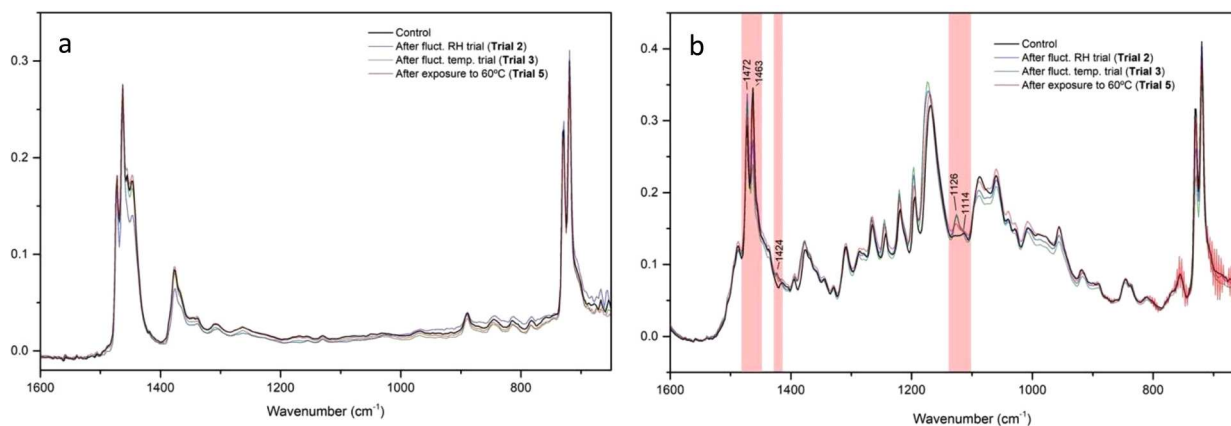 a
Control
After fluct. RH trial (Trial 2)
After fluct. temp. trial (Trial 3)
After exposure to 60ºC (Trial 5)
0.3
0.2
0.1
0.0
1600
1400
1200
1000
800
Wavenumber (cm⁻¹)
b
Control
After fluct. RH trial (Trial 2)
After fluct. temp. trial (Trial 3)
After exposure to 60ºC (Trial 5)
0.4
0.3
0.2
0.1
0.0
1472
1463
1424
1126
1114
1600
1400
1200
1000
800
Wavenumber (cm⁻¹)